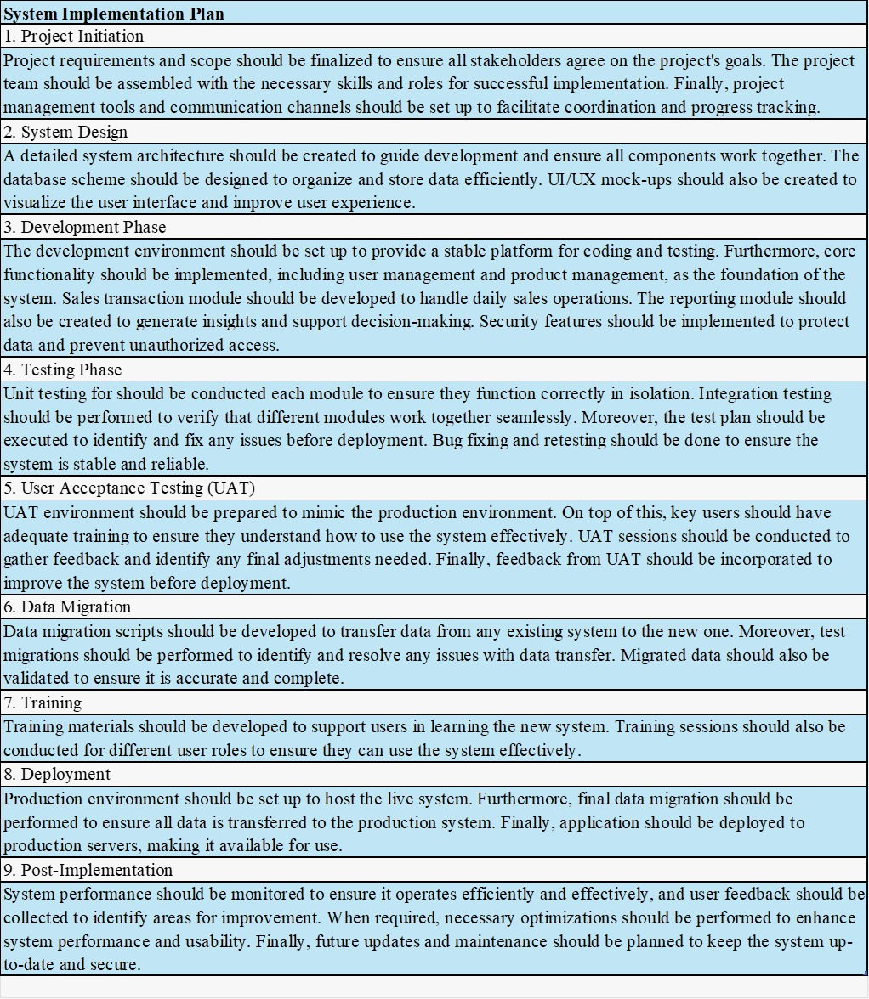 System Implementation Plan
1. Project Initiation
Project requirements and scope should be finalized to ensure all stakeholders agree on the project's goals. The project
team should be assembled with the necessary skills and roles for successful implementation. Finally, project
management tools and communication channels should be set up to facilitate coordination and progress tracking.
2. System Design
A detailed system architecture should be created to guide development and ensure all components work together. The
database scheme should be designed to organize and store data efficiently. UI/UX mock-ups should also be created to
visualize the user interface and improve user experience.
3. Development Phase
The development environment should be set up to provide a stable platform for coding and testing. Furthermore, core
functionality should be implemented, including user management and product management, as the foundation of the
system. Sales transaction module should be developed to handle daily sales operations. The reporting module should
also be created to generate insights and support decision-making. Security features should be implemented to protect
data and prevent unauthorized access.
4. Testing Phase
Unit testing for should be conducted each module to ensure they function correctly in isolation. Integration testing
should be performed to verify that different modules work together seamlessly. Moreover, the test plan should be
executed to identify and fix any issues before deployment. Bug fixing and retesting should be done to ensure the
system is stable and reliable.
5. User Acceptance Testing (UAT)
UAT environment should be prepared to mimic the production environment. On top of this, key users should have
adequate training to ensure they understand how to use the system effectively. UAT sessions should be conducted to
gather feedback and identify any final adjustments needed. Finally, feedback from UAT should be incorporated to
improve the system before deployment.
6. Data Migration
Data migration scripts should be developed to transfer data from any existing system to the new one. Moreover, test
migrations should be performed to identify and resolve any issues with data transfer. Migrated data should also be
validated to ensure it is accurate and complete.
7. Training
Training materials should be developed to support users in learning the new system. Training sessions should also be
conducted for different user roles to ensure they can use the system effectively.
8. Deployment
Production environment should be set up to host the live system. Furthermore, final data migration should be
performed to ensure all data is transferred to the production system. Finally, application should be deployed to
production servers, making it available for use.
9. Post-Implementation
System performance should be monitored to ensure it operates efficiently and effectively, and user feedback should be
collected to identify areas for improvement. When required, necessary optimizations should be performed to enhance
system performance and usability. Finally, future updates and maintenance should be planned to keep the system up-
to-date and secure.